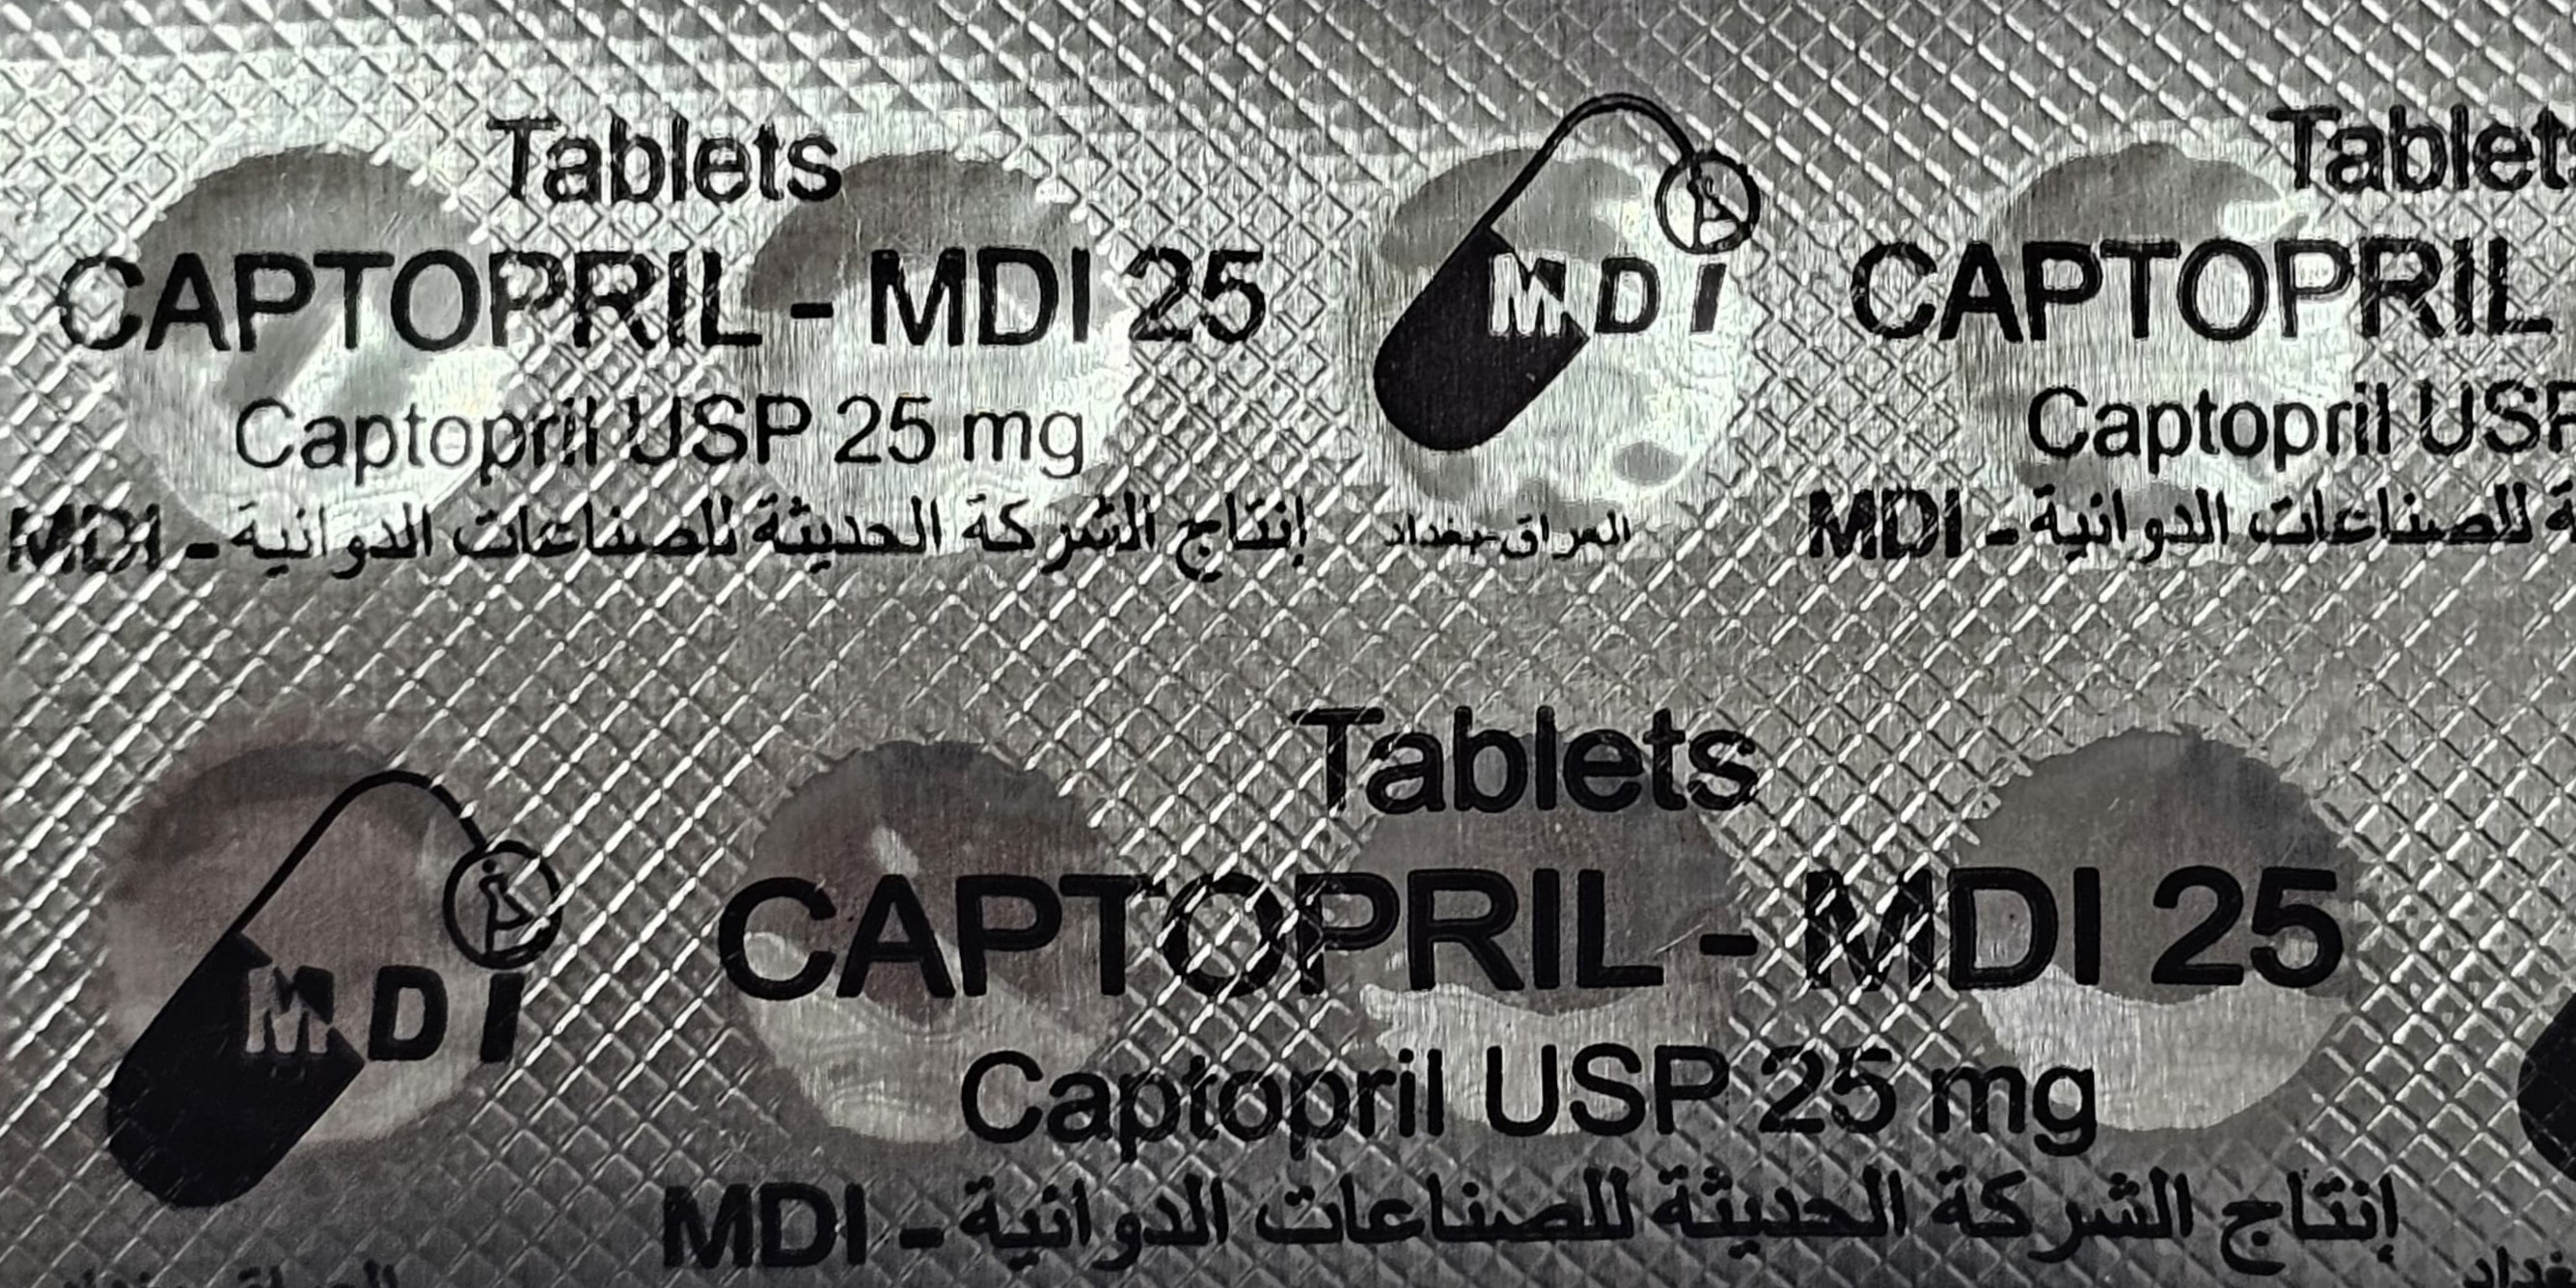 Tablets
CAPTOPRIL - MDI 25
Captopril USP 25 mg
إنتاج الشركة الحديثة للصناعات الدوائية - MDI
MDI
العراق-بغداد
Tablet
CAPTOPRIL
Captopril USP
للصناعات الدوائية - MDI
MDI
Tablets
CAPTOPRIL - MDI 25
Captopril USP 25 mg
إنتاج الشركة الحديثة للصناعات الدوائية - MDI